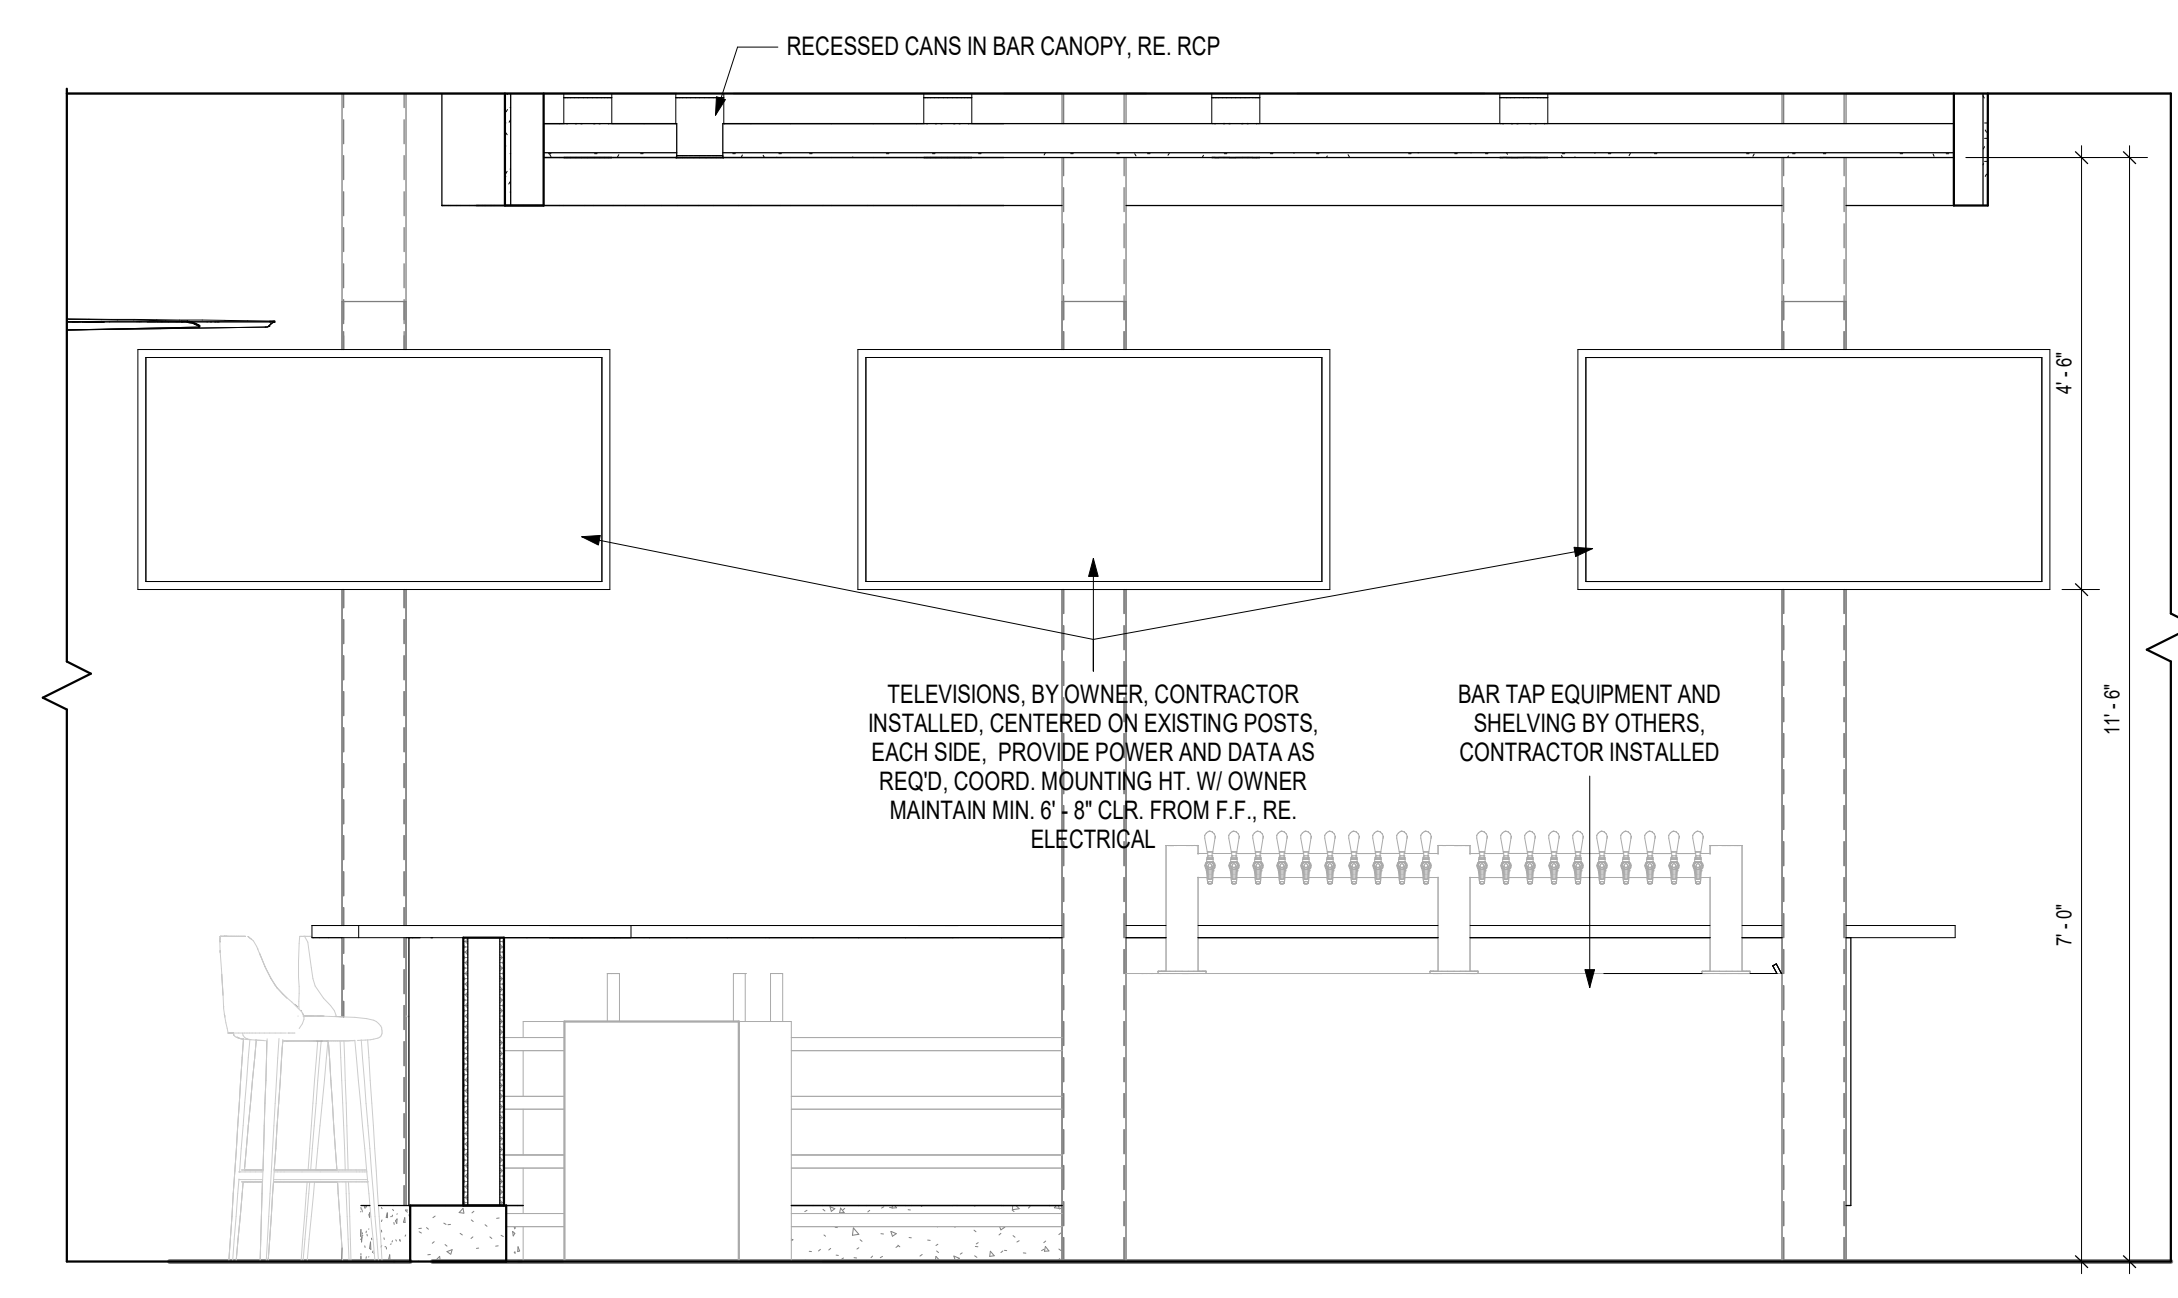 RECESSED CANS IN BAR CANOPY, RE. RCP
4' - 6"
11' - 6"
TELEVISIONS, BY OWNER, CONTRACTOR
INSTALLED, CENTERED ON EXISTING POSTS,
EACH SIDE,  PROVIDE POWER AND DATA AS
REQ'D, COORD. MOUNTING HT. W/ OWNER
MAINTAIN MIN. 6' - 8" CLR. FROM F.F., RE.
ELECTRICAL
BAR TAP EQUIPMENT AND
SHELVING BY OTHERS,
CONTRACTOR INSTALLED
7' - 0"